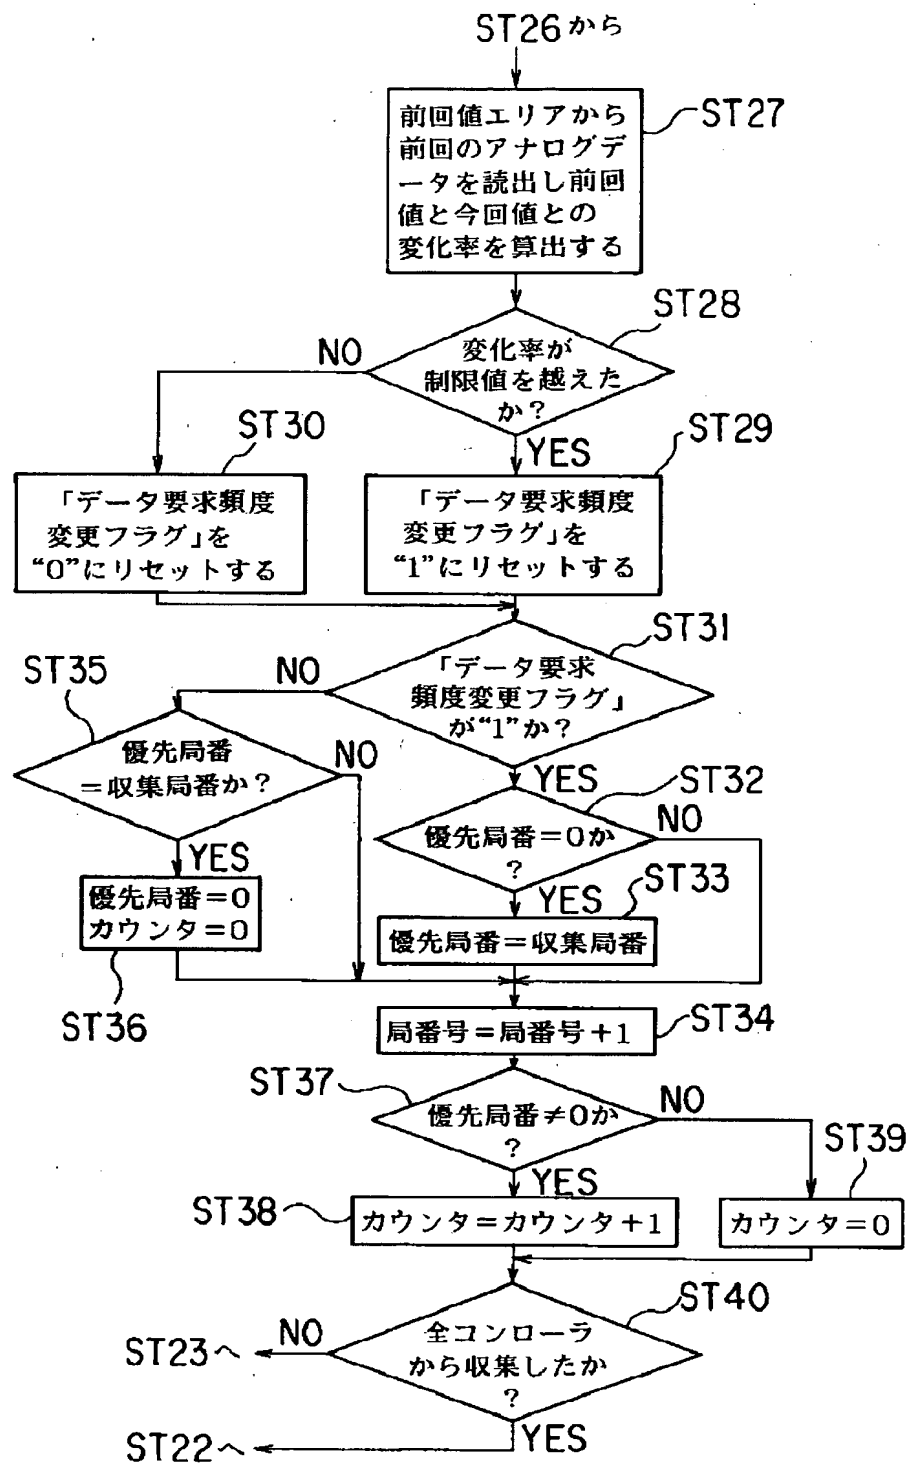 ST26から
前回値エリアから
前回のアナログデ
ータを読出し前回
値と今回値との
変化率を算出する
ST27
ST28
変化率が
制限値を越えた
か?
NO
YES
ST30
「データ要求頻度
変更フラグ」を
“0”にリセットする
ST29
「データ要求頻度
変更フラグ」を
“1”にリセットする
ST31
「データ要求
頻度変更フラグ」
が“1”か?
NO
YES
ST35
優先局番
=収集局番か?
NO
YES
ST32
優先局番=0か
?
NO
YES
優先局番=0
カウンタ=0
ST36
ST33
優先局番=収集局番
局番号=局番号+1
ST34
ST37
優先局番≠0か
?
NO
YES
ST38
カウンタ=カウンタ+1
ST39
カウンタ=0
ST40
全コンローラ
から収集したか
?
NO
ST23へ
YES
ST22へ